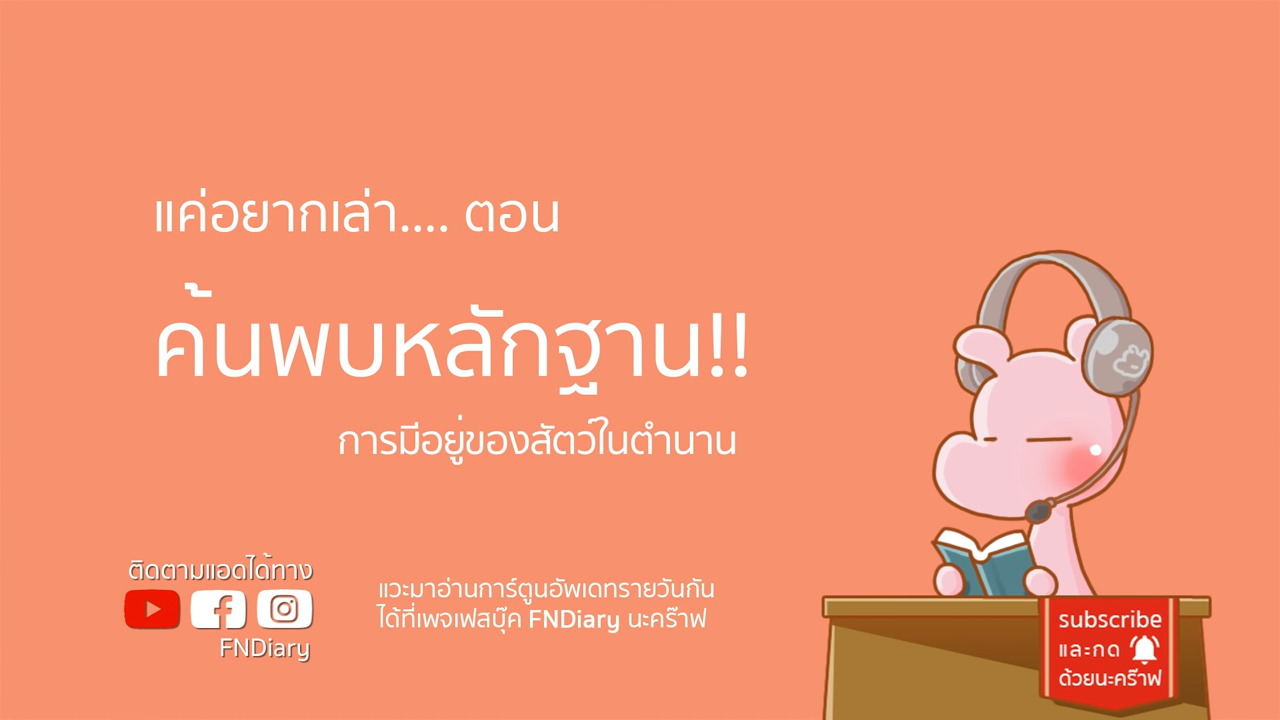 แค่อยากเล่า.... ตอน
ค้นพบหลักฐาน!!
การมีอยู่ของสัตว์ในตำนาน
ติดตามแอดได้ทาง
FNDiary
แวะมาอ่านการ์ตูนอัพเดทรายวันกัน
ได้ที่เพจเฟสบุ๊ค FNDiary นะคร๊าฟ
subscribe
และกด
ด้วยนะคร๊าฟ